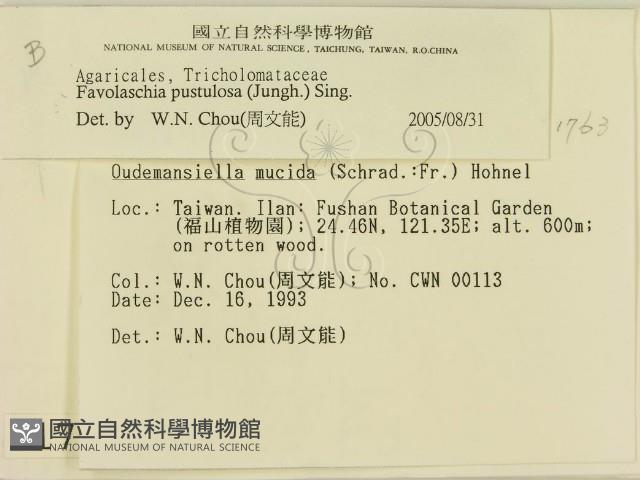 B
國立自然科學博物館
NATIONAL MUSEUM OF NATURAL SCIENCE, TAICHUNG, TAIWAN, R.O.CHINA
Agaricales, Tricholomataceae
Favolaschia pustulosa (Jungh.) Sing.
Det. by W.N. Chou(周文能) 2005/08/31
1763
Oudemansiella mucida (Schrad.:Fr.) Hohnel
Loc.: Taiwan. Ilan: Fushan Botanical Garden
(福山植物園); 24.46N, 121.35E; alt. 600m;
on rotten wood.
Col.: W.N. Chou(周文能); No. CWN 00113
Date: Dec. 16, 1993
Det.: W.N. Chou(周文能)
國立自然科學博物館
NATIONAL MUSEUM OF NATURAL SCIENCE